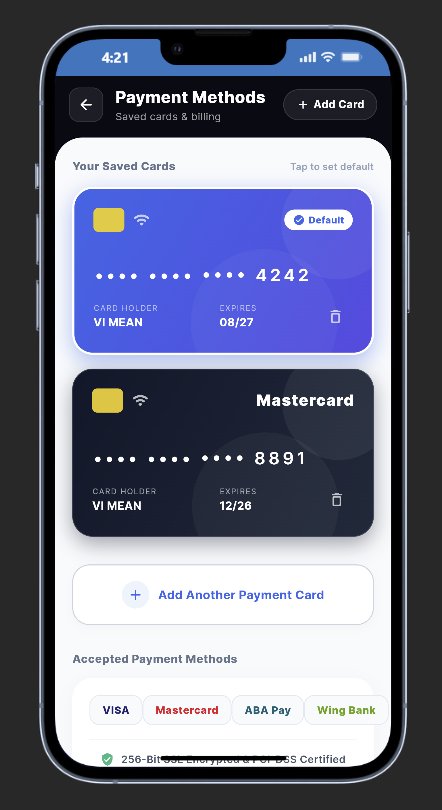 4:21
Payment Methods
Saved cards & billing
+ Add Card
Your Saved Cards
Tap to set default
Default
•••• •••• •••• 4242
CARD HOLDER
EXPIRES
VI MEAN
08/27
Mastercard
•••• •••• •••• 8891
CARD HOLDER
EXPIRES
VI MEAN
12/26
+ Add Another Payment Card
Accepted Payment Methods
VISA
Mastercard
ABA Pay
Wing Bank
256-Bit SSL Encrypted & PCI DSS Certified